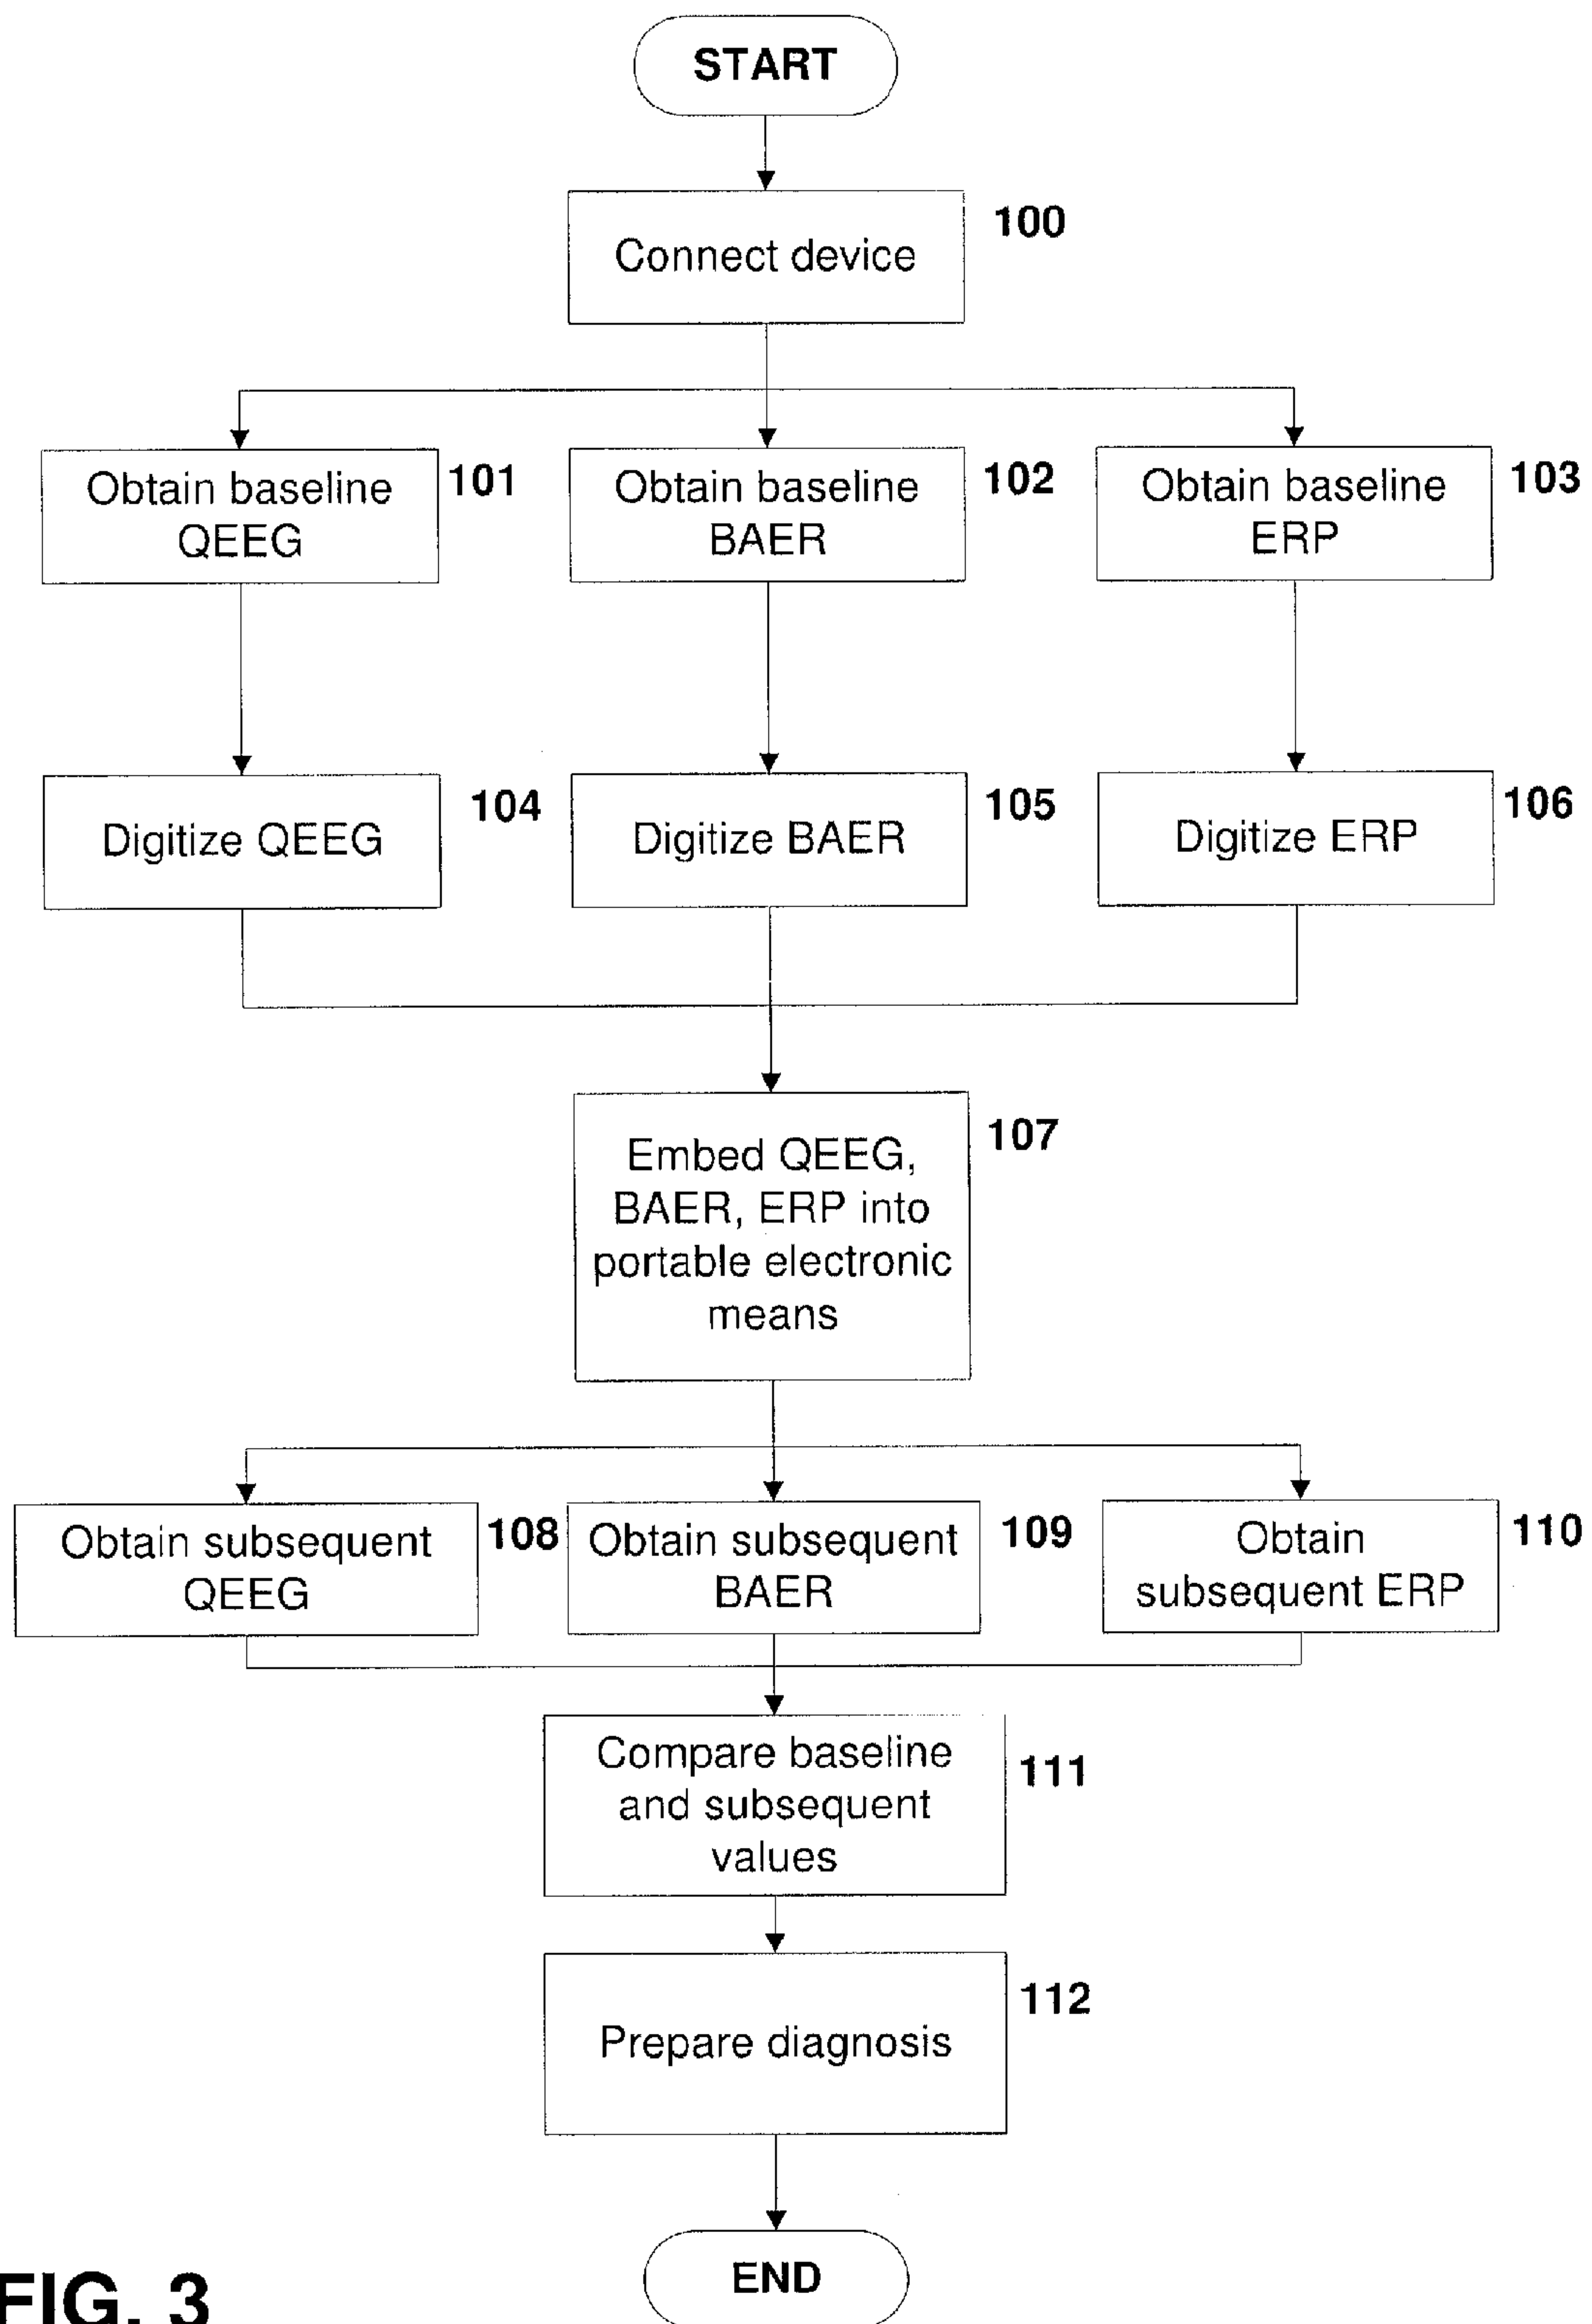 START
Connect device
100
Obtain baseline
QEEG
101
Obtain baseline
BAER
102
Obtain baseline
ERP
103
Digitize QEEG
104
Digitize BAER
105
Digitize ERP
106
Embed QEEG,
BAER, ERP into
portable electronic
means
107
Obtain subsequent
QEEG
108
Obtain subsequent
BAER
109
Obtain
subsequent ERP
110
Compare baseline
and subsequent
values
111
Prepare diagnosis
112
END
FIG. 3